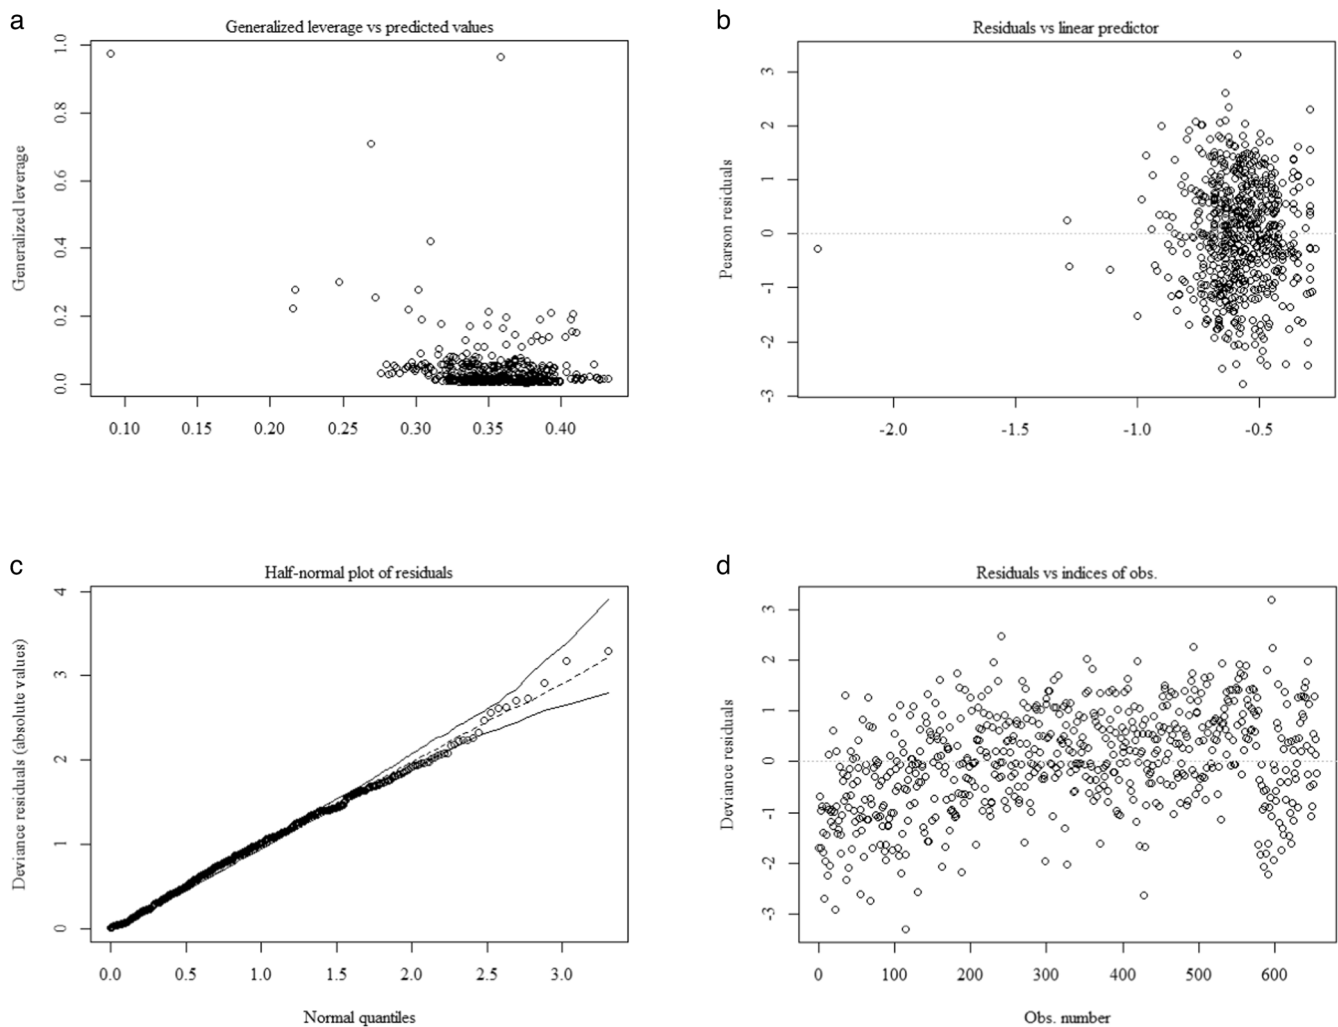 a
Generalized leverage vs predicted values
Generalized leverage
1.0
0.8
0.6
0.4
0.2
0.0
0.10 0.15 0.20 0.25 0.30 0.35 0.40
b
Residuals vs linear predictor
Pearson residuals
3
2
1
0
-1
-2
-3
-2.0 -1.5 -1.0 -0.5
c
Half-normal plot of residuals
Deviance residuals (absolute values)
4
3
2
1
0
0.0 0.5 1.0 1.5 2.0 2.5 3.0
Normal quantiles
d
Residuals vs indices of obs.
Deviance residuals
3
2
1
0
-1
-2
-3
0 100 200 300 400 500 600
Obs. number